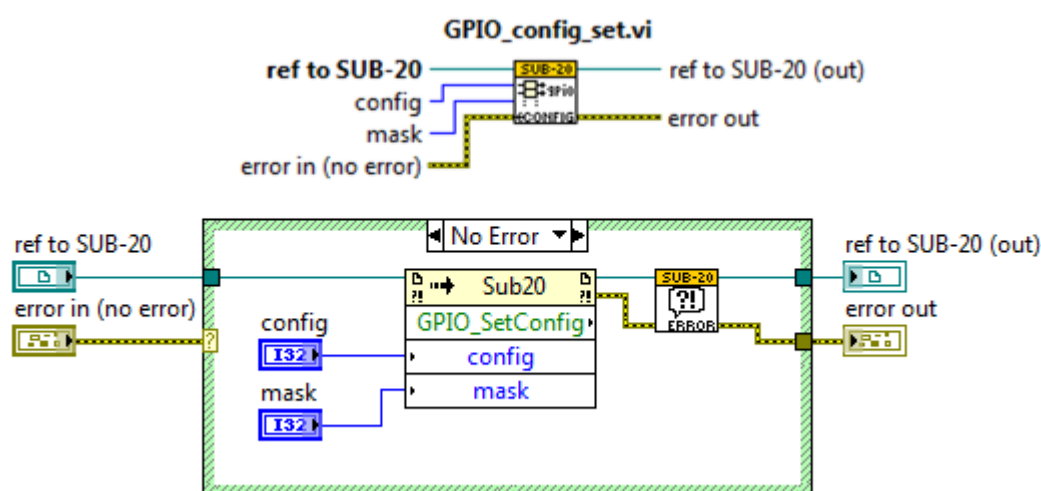 GPIO_config_set.vi
ref to SUB-20
SUB-20
ref to SUB-20 (out)
config
gpio
mask
CONFIG
error out
error in (no error)
No Error
ref to SUB-20
ref to SUB-20 (out)
Sub20
SUB-20
error in (no error)
config
GPIO_SetConfig
?!
ERROR
error out
I32
config
mask
mask
I32